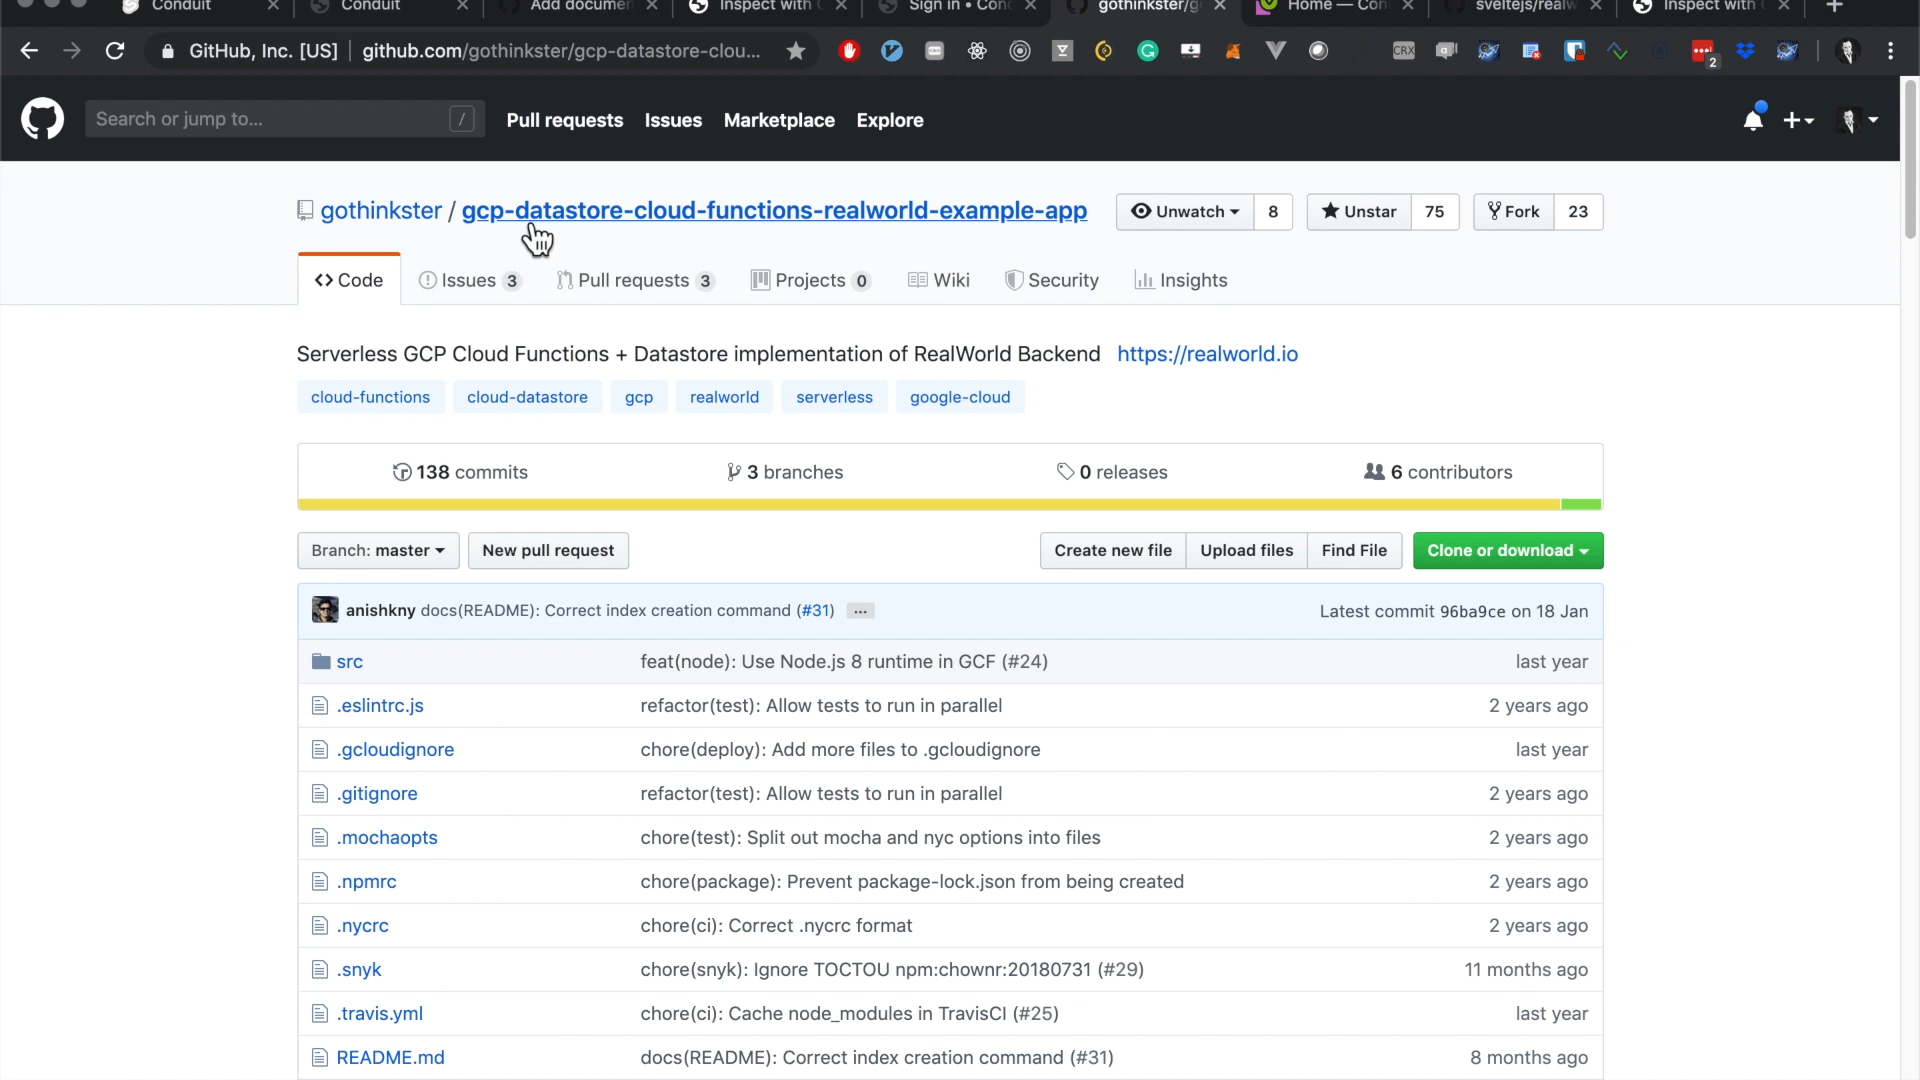 Conduit
Conduit
Add documen
Inspect with
Sign in • Con
gothinkster/g
Home — Con
sveltejs/realw
Inspect with
GitHub, Inc. [US] | github.com/gothinkster/gcp-datastore-clou...
CRX
2
Search or jump to...
/
Pull requests Issues Marketplace Explore
gothinkster / gcp-datastore-cloud-functions-realworld-example-app
Unwatch 8
Unstar 75
Fork 23
Code
Issues 3
Pull requests 3
Projects 0
Wiki
Security
Insights
Serverless GCP Cloud Functions + Datastore implementation of RealWorld Backend https://realworld.io
cloud-functions cloud-datastore gcp realworld serverless google-cloud
138 commits
3 branches
0 releases
6 contributors
Branch: master
New pull request
Create new file
Upload files
Find File
Clone or download
anishkny docs(README): Correct index creation command (#31) ...
Latest commit 96ba9ce on 18 Jan
src feat(node): Use Node.js 8 runtime in GCF (#24) last year
.eslintrc.js refactor(test): Allow tests to run in parallel 2 years ago
.gcloudignore chore(deploy): Add more files to .gcloudignore last year
.gitignore refactor(test): Allow tests to run in parallel 2 years ago
.mochaopts chore(test): Split out mocha and nyc options into files 2 years ago
.npmrc chore(package): Prevent package-lock.json from being created 2 years ago
.nycrc chore(ci): Correct .nycrc format 2 years ago
.snyk chore(snyk): Ignore TOCTOU npm:chownr:20180731 (#29) 11 months ago
.travis.yml chore(ci): Cache node_modules in TravisCI (#25) last year
README.md docs(README): Correct index creation command (#31) 8 months ago